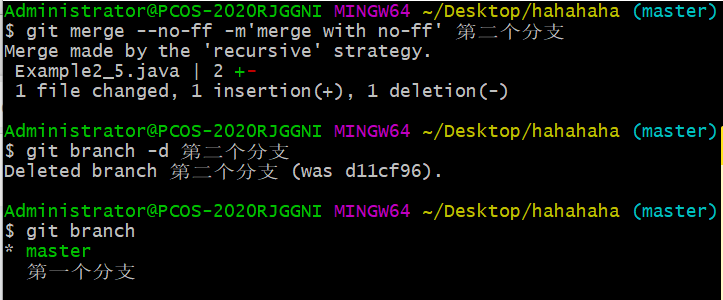 Administrator@PCOS-2020RJGGNI MINGW64 ~/Desktop/hahahaha (master)
$ git merge --no-ff -m'merge with no-ff' 第二个分支
Merge made by the 'recursive' strategy.
 Example2_5.java | 2 +-
 1 file changed, 1 insertion(+), 1 deletion(-)
Administrator@PCOS-2020RJGGNI MINGW64 ~/Desktop/hahahaha (master)
$ git branch -d 第二个分支
Deleted branch 第二个分支 (was d11cf96).
Administrator@PCOS-2020RJGGNI MINGW64 ~/Desktop/hahahaha (master)
$ git branch
* master
  第一个分支